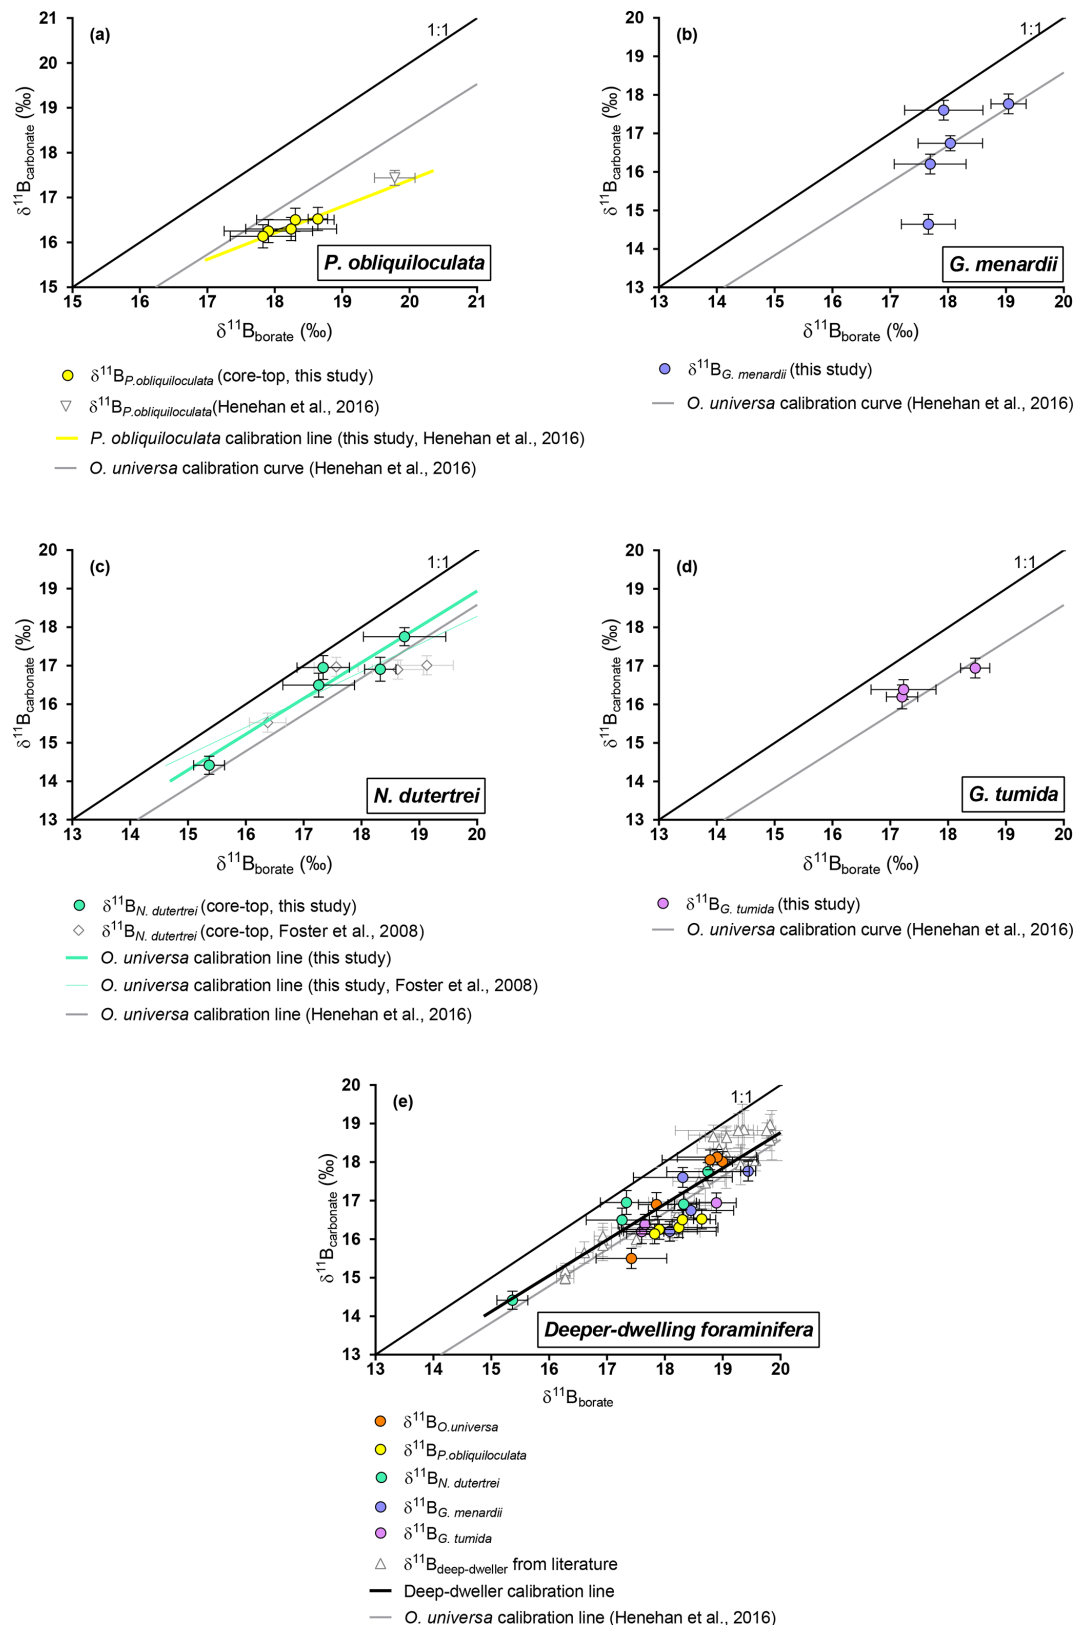 (a)
1:1
21
20
19
18
17
16
15
δ11Bcarbonate (‰)
15 16 17 18 19 20 21
δ11Bborate (‰)
P. obliquiloculata
δ11BP.obliquiloculata (core-top, this study)
δ11BP.obliquiloculata(Henehan et al., 2016)
P. obliquiloculata calibration line (this study, Henehan et al., 2016)
O. universa calibration curve (Henehan et al., 2016)
(b)
1:1
20
19
18
17
16
15
14
13
δ11Bcarbonate (‰)
13 14 15 16 17 18 19 20
δ11Bborate (‰)
G. menardii
δ11BG. menardii (this study)
O. universa calibration curve (Henehan et al., 2016)
(c)
1:1
20
19
18
17
16
15
14
13
δ11Bcarbonate (‰)
13 14 15 16 17 18 19 20
δ11Bborate (‰)
N. dutertrei
δ11BN. dutertrei (core-top, this study)
δ11BN. dutertrei (core-top, Foster et al., 2008)
O. universa calibration line (this study)
O. universa calibration line (this study, Foster et al., 2008)
O. universa calibration line (Henehan et al., 2016)
(d)
1:1
20
19
18
17
16
15
14
13
δ11Bcarbonate (‰)
13 14 15 16 17 18 19 20
δ11Bborate (‰)
G. tumida
δ11BG. tumida (this study)
O. universa calibration curve (Henehan et al., 2016)
(e)
1:1
20
19
18
17
16
15
14
13
δ11Bcarbonate (‰)
13 14 15 16 17 18 19 20
δ11Bborate
Deeper-dwelling foraminifera
δ11BO.universa
δ11BP.obliquiloculata
δ11BN. dutertrei
δ11BG. menardii
δ11BG. tumida
δ11Bdeep-dweller from literature
Deep-dweller calibration line
O. universa calibration line (Henehan et al., 2016)